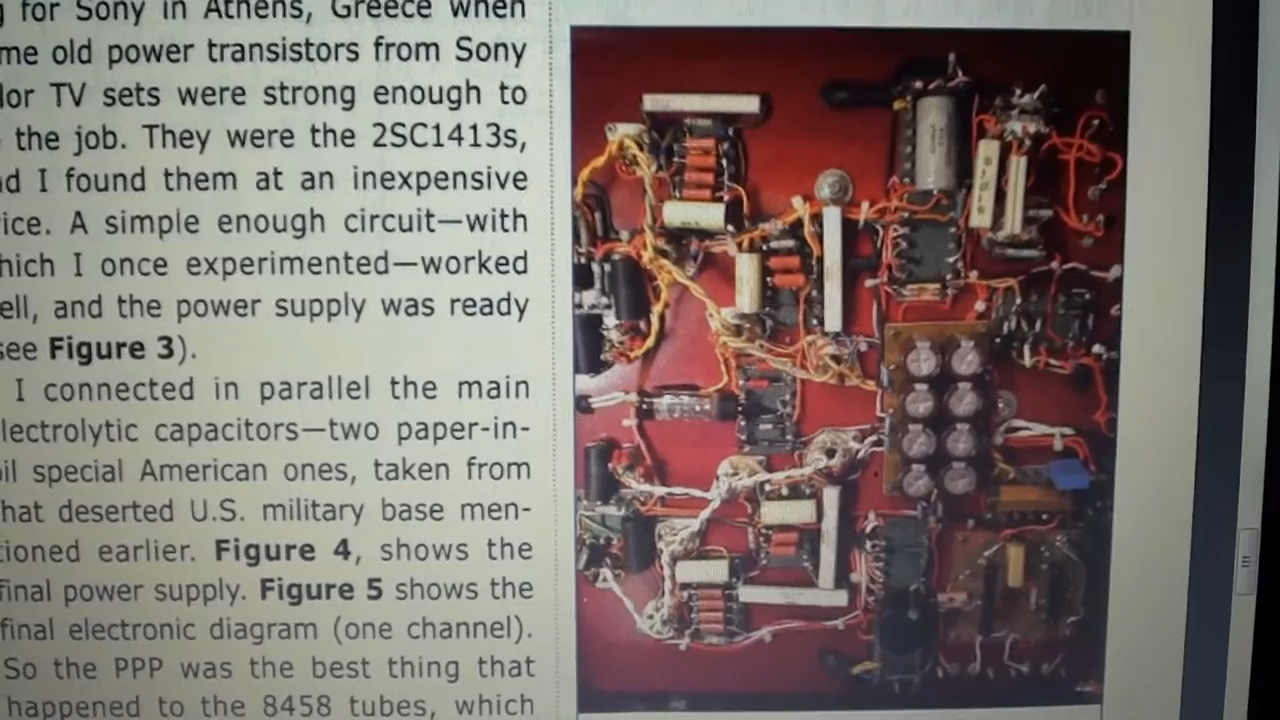 for Sony in Athens, Greece when
me old power transistors from Sony
lor TV sets were strong enough to
the job. They were the 2SC1413s,
d I found them at an inexpensive
ice. A simple enough circuit—with
hich I once experimented—worked
ell, and the power supply was ready
see Figure 3).
I connected in parallel the main
lectrolytic capacitors—two paper-in-
il special American ones, taken from
hat deserted U.S. military base men-
tioned earlier. Figure 4, shows the
final power supply. Figure 5 shows the
final electronic diagram (one channel).
So the PPP was the best thing that
happened to the 8458 tubes, which